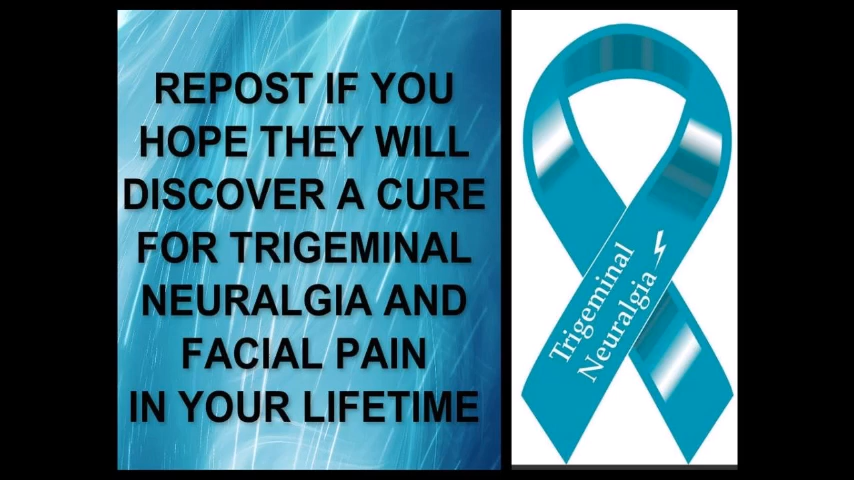 REPOST IF YOU
HOPE THEY WILL
DISCOVER A CURE
FOR TRIGEMINAL
NEURALGIA AND
FACIAL PAIN
IN YOUR LIFETIME
Trigeminal
Neuralgia